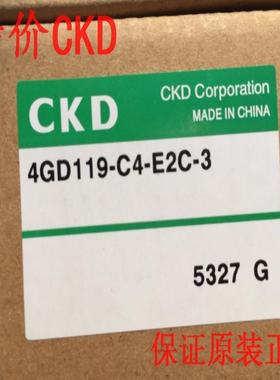 价CKD
CKD
CKD Corporation
MADE IN CHINA
4GD119-C4-E2C-3
5327 G
保证原装正